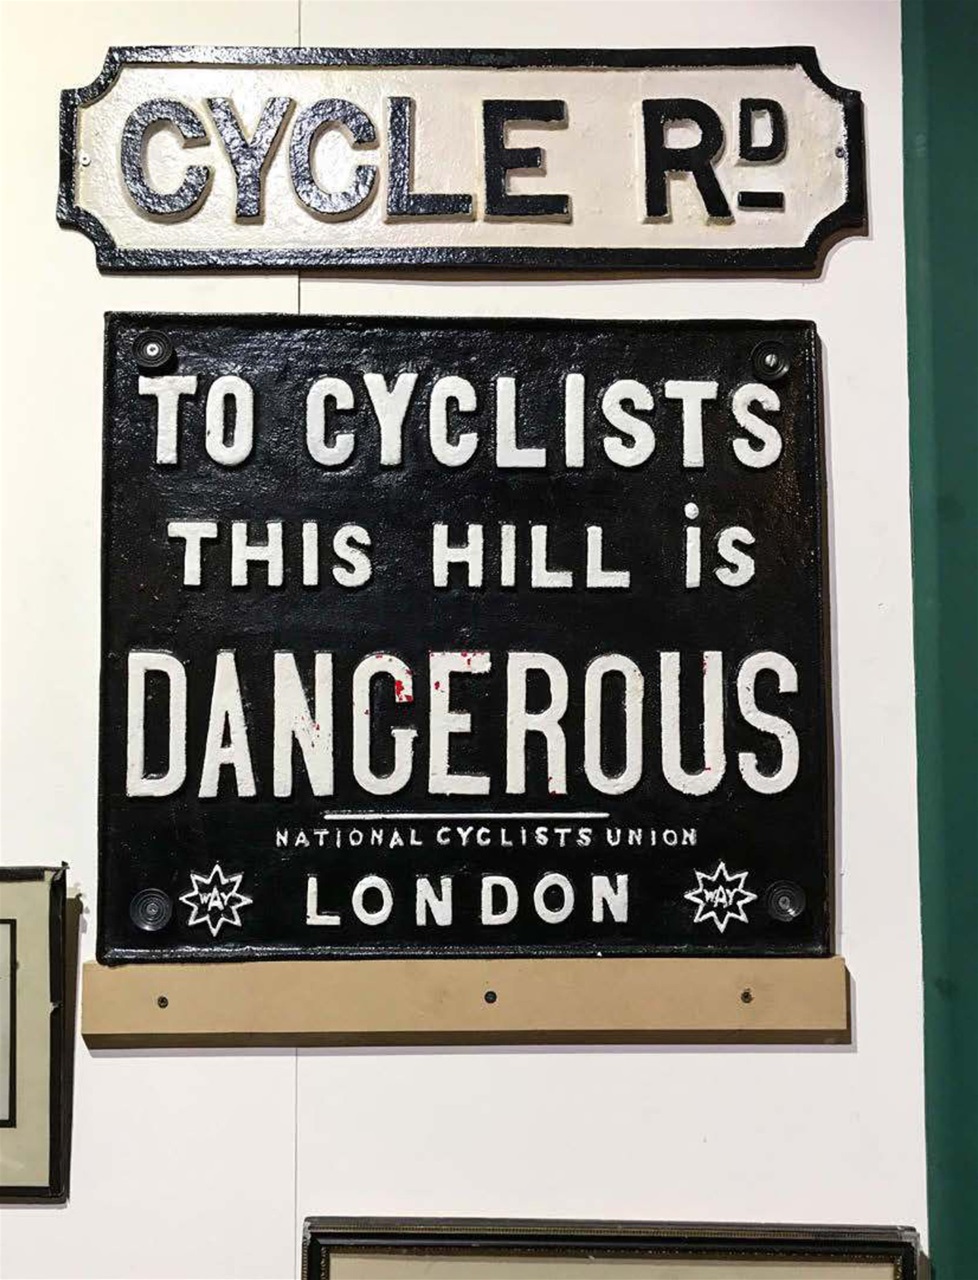 CYCLE RD
TO CYCLISTS
THIS HILL iS
DANGEROUS
NATIONAL CYCLISTS UNION
WAY LONDON WAY